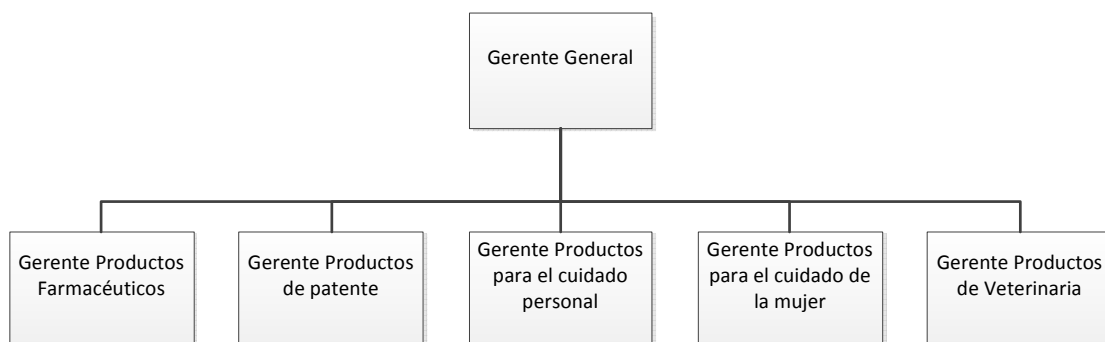 Gerente General
Gerente Productos
Farmacéuticos
Gerente Productos
de patente
Gerente Productos
para el cuidado
personal
Gerente Productos
para el cuidado de
la mujer
Gerente Productos
de Veterinaria